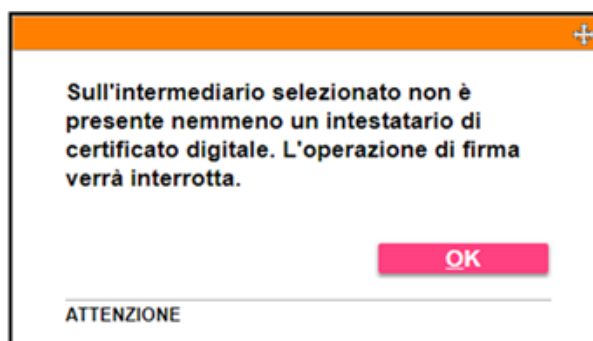 Sull'intermediario selezionato non è
presente nemmeno un intestatario di
certificato digitale. L'operazione di firma
verrà interrotta.
OK
ATTENZIONE